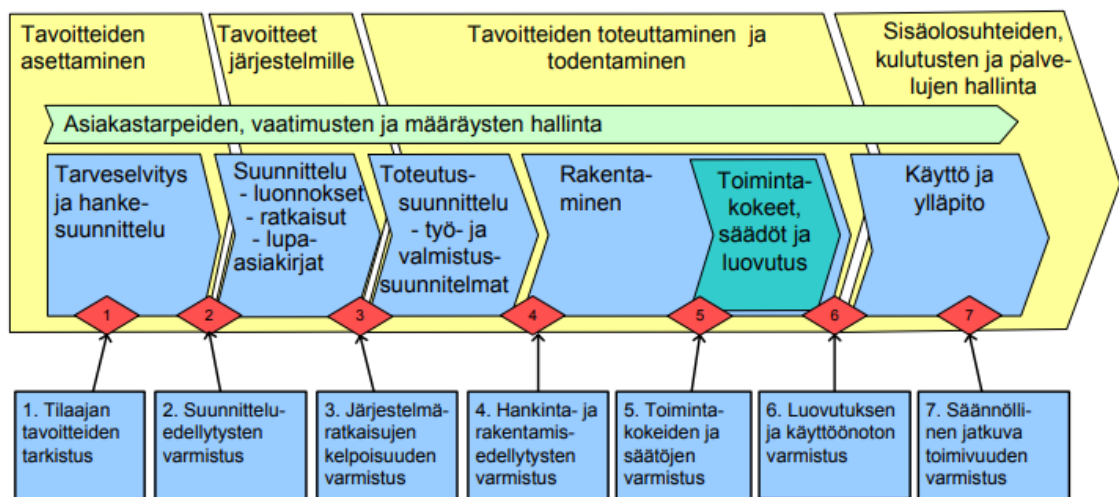 Tavoitteiden
asettaminen
Tavoitteet
järjestelmille
Tavoitteiden toteuttaminen ja
todentaminen
Sisäolosuhteiden,
kulutusten ja palve-
lujen hallinta
Asiakastarpeiden, vaatimusten ja määräysten hallinta
Tarveselvitys
ja hanke-
suunnittelu
Suunnittelu
- luonnokset
- ratkaisut
- lupa-
asiakirjat
Toteutus-
suunnittelu
- työ- ja
valmistus-
suunnitelmat
Rakenta-
minen
Toiminta-
kokeet,
säädöt ja
luovutus
Käyttö ja
ylläpito
1
2
3
4
5
6
7
1. Tilaajan
tavoitteiden
tarkistus
2. Suunnittelu-
edellytysten
varmistus
3. Järjestelmä-
ratkaisujen
kelpoisuuden
varmistus
4. Hankinta- ja
rakentamis-
edellytysten
varmistus
5. Toiminta-
kokeiden ja
säätöjen
varmistus
6. Luovutuksen
ja käyttöönoton
varmistus
7. Säännölli-
nen jatkuva
toimivuuden
varmistus